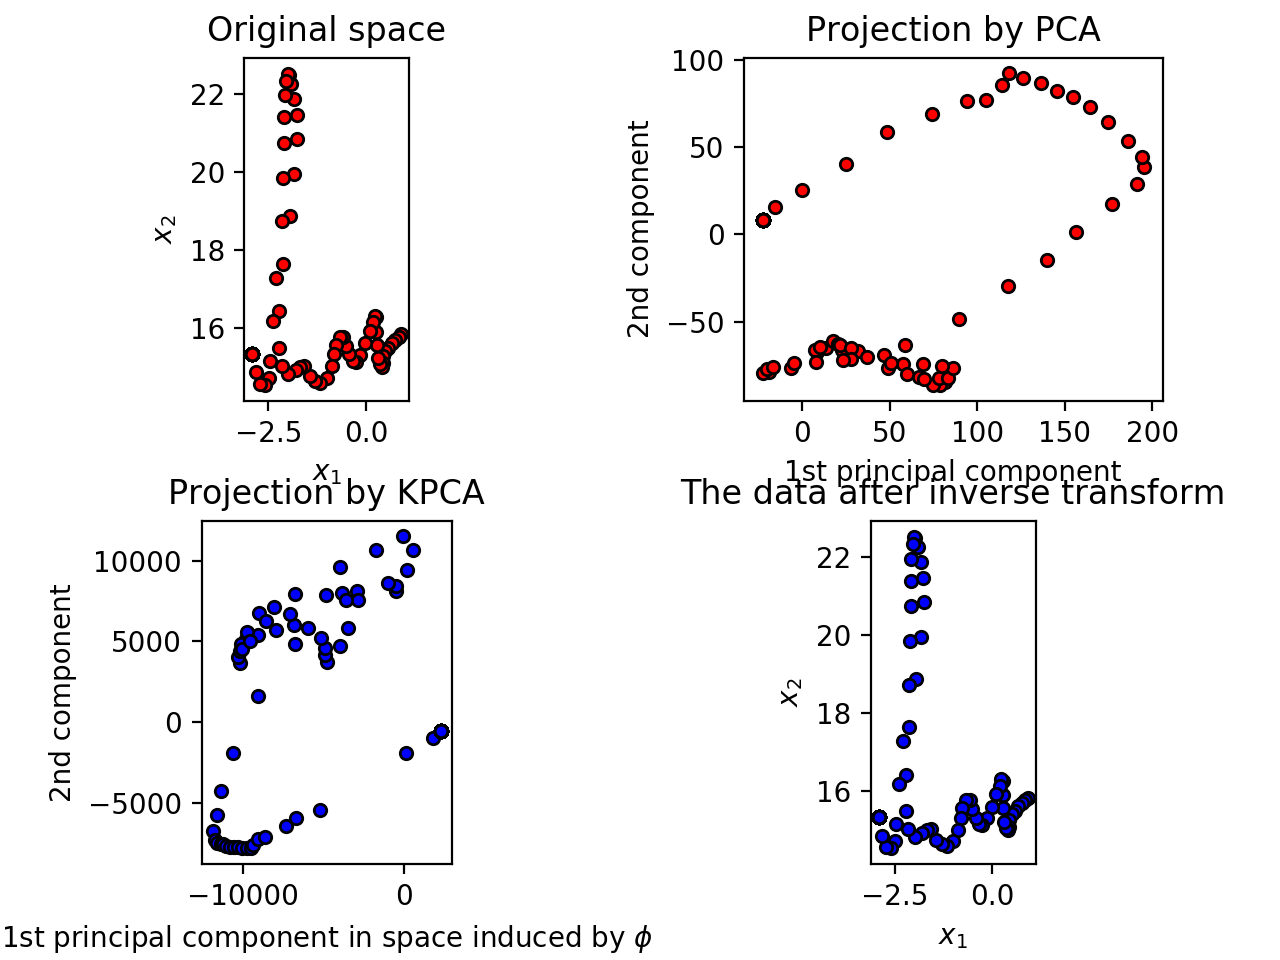 Original space
22
20
18
16
x₂
−2.5 0.0
x₁
Projection by PCA
100
50
0
−50
2nd component
0 50 100 150 200
1st principal component
Projection by KPCA
10000
5000
0
−5000
2nd component
−10000 0
1st principal component in space induced by ϕ
The data after inverse transform
22
20
18
16
x₂
−2.5 0.0
x₁